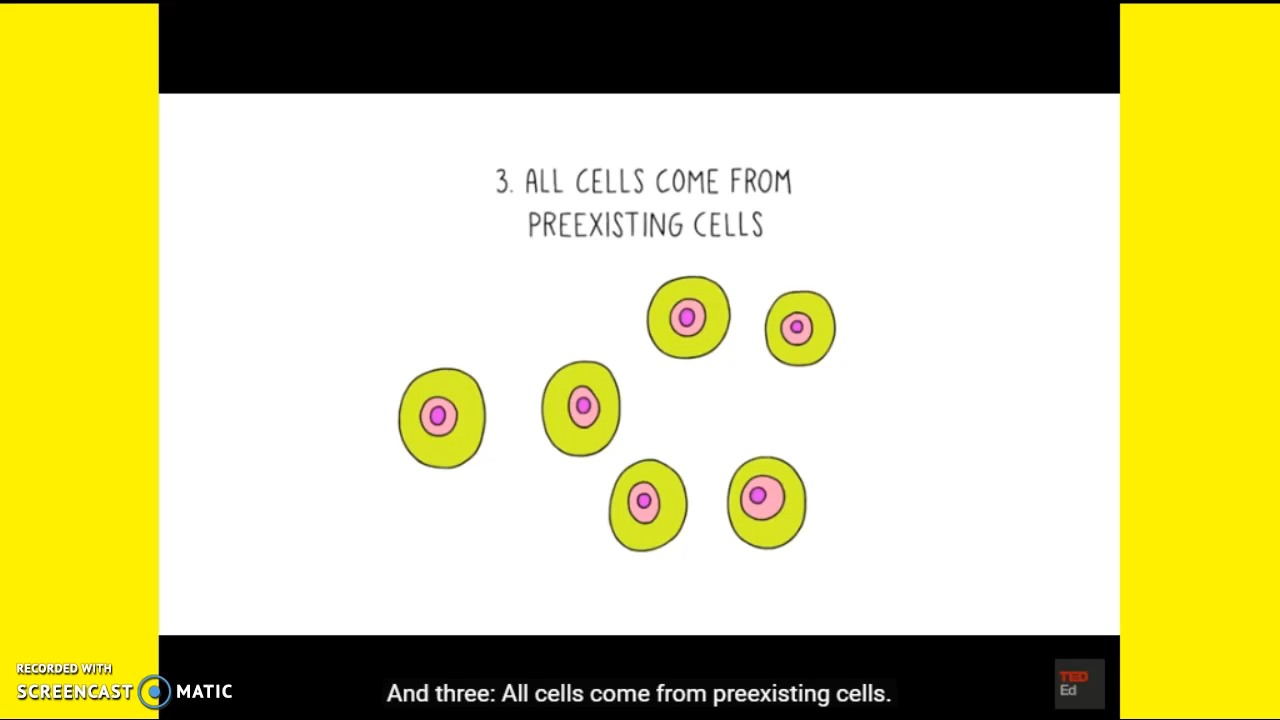 3. ALL CELLS COME FROM
PREEXISTING CELLS
RECORDED WITH
SCREENCAST MATIC
And three: All cells come from preexisting cells.
TED
Ed